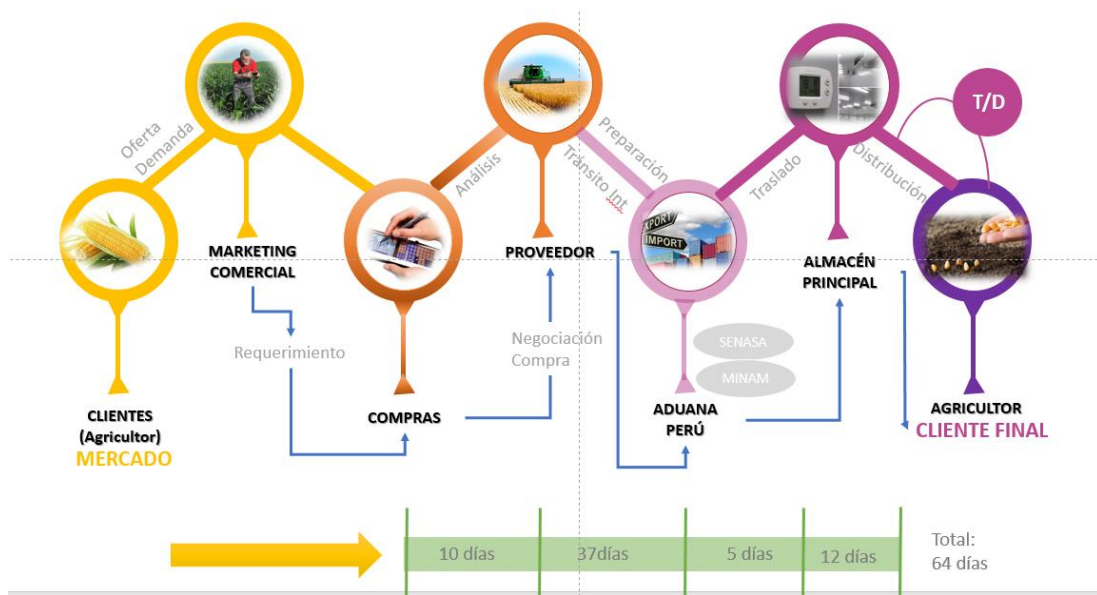 Oferta
Demanda
Análisis
Preparación
Tránsito Int
Traslado
Distribución
T/D
EXPORT
IMPORT
MARKETING
COMERCIAL
PROVEEDOR
ALMACÉN
PRINCIPAL
Requerimiento
Negociación
Compra
SENASA
MINAM
CLIENTES
(Agricultor)
MERCADO
COMPRAS
ADUANA
PERÚ
AGRICULTOR
CLIENTE FINAL
10 días
37días
5 días
12 días
Total:
64 días